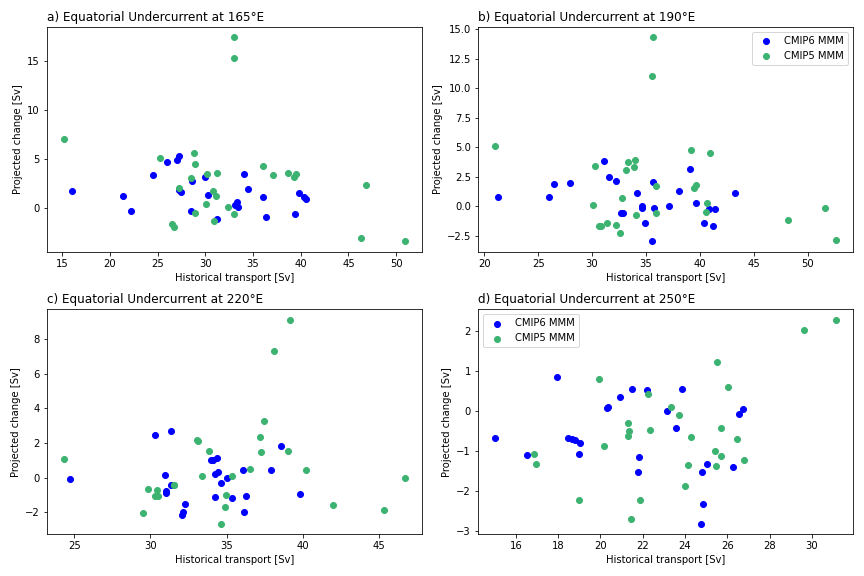 a) Equatorial Undercurrent at 165°E
Projected change [Sv]
15
10
5
0
15 20 25 30 35 40 45 50
Historical transport [Sv]
b) Equatorial Undercurrent at 190°E
CMIP6 MMM
CMIP5 MMM
Projected change [Sv]
15.0
12.5
10.0
7.5
5.0
2.5
0.0
−2.5
20 25 30 35 40 45 50
Historical transport [Sv]
c) Equatorial Undercurrent at 220°E
Projected change [Sv]
8
6
4
2
0
−2
25 30 35 40 45
Historical transport [Sv]
d) Equatorial Undercurrent at 250°E
CMIP6 MMM
CMIP5 MMM
Projected change [Sv]
2
1
0
−1
−2
−3
16 18 20 22 24 26 28 30
Historical transport [Sv]